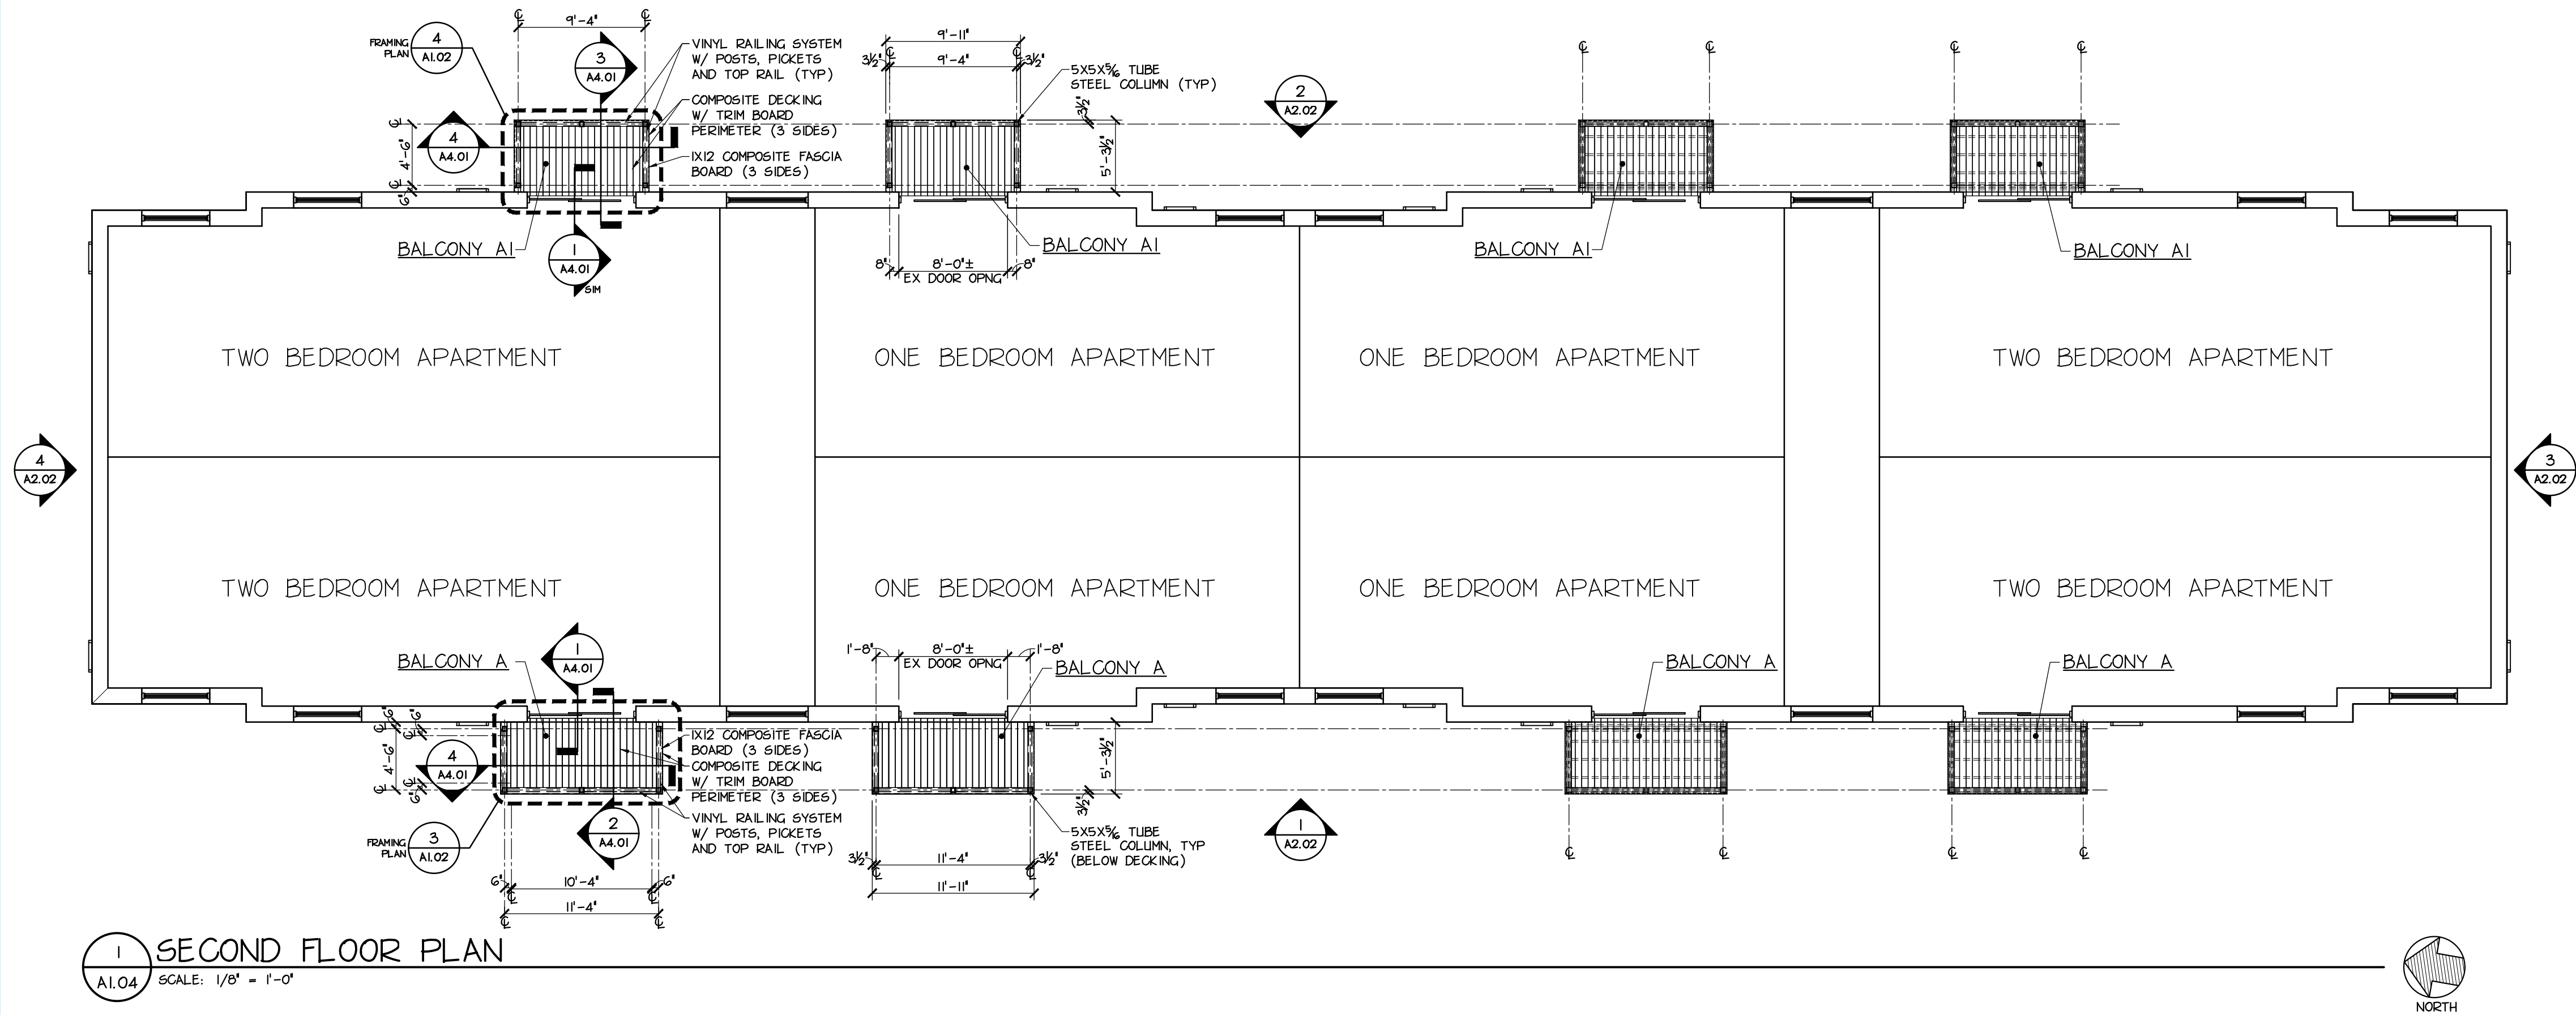 ℄
℄
9'-4"
4
A1.02
FRAMING
PLAN
3
A4.01
4
A4.01
℄
4'-6"
℄
6"
VINYL RAILING SYSTEM
W/ POSTS, PICKETS
AND TOP RAIL (TYP)
COMPOSITE DECKING
W/ TRIM BOARD
PERIMETER (3 SIDES)
1X12 COMPOSITE FASCIA
BOARD (3 SIDES)
9'-11"
3½"
℄
9'-4"
℄
3½"
5X5X5/16 TUBE
STEEL COLUMN (TYP)
3½"
5'-3½"
2
A2.02
℄
℄
℄
℄
BALCONY A1
1
A4.01
SIM
8"
8'-0"±
8"
EX DOOR OPNG
BALCONY A1
BALCONY A1
BALCONY A1
TWO BEDROOM APARTMENT
ONE BEDROOM APARTMENT
ONE BEDROOM APARTMENT
TWO BEDROOM APARTMENT
4
A2.02
3
A2.02
TWO BEDROOM APARTMENT
ONE BEDROOM APARTMENT
ONE BEDROOM APARTMENT
TWO BEDROOM APARTMENT
BALCONY A
1
A4.01
1'-8"
8'-0"±
1'-8"
EX DOOR OPNG
BALCONY A
BALCONY A
BALCONY A
6"
6"
℄
℄
4'-6"
℄
℄
6"
4
A4.01
1X12 COMPOSITE FASCIA
BOARD (3 SIDES)
COMPOSITE DECKING
W/ TRIM BOARD
PERIMETER (3 SIDES)
VINYL RAILING SYSTEM
W/ POSTS, PICKETS
AND TOP RAIL (TYP)
5'-3½"
3½"
5X5X5/16 TUBE
STEEL COLUMN, TYP
(BELOW DECKING)
FRAMING
PLAN
3
A1.02
2
A4.01
1
A2.02
3½"
11'-4"
3½"
℄
℄
11'-11"
6"
10'-4"
6"
℄
℄
11'-4"
℄
℄
℄
℄
℄
℄
1
A1.04
SECOND FLOOR PLAN
SCALE: 1/8" = 1'-0"
NORTH